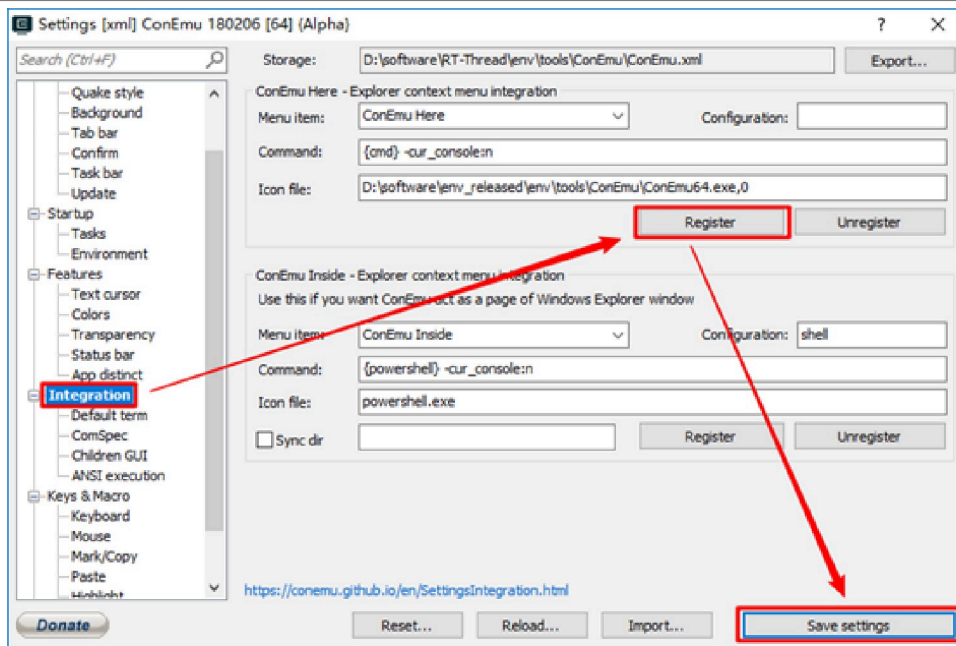 Settings [xml] ConEmu 180206 [64] {Alpha}
Search (Ctrl+F)
Storage: D:\software\RT-Thread\env\tools\ConEmu\ConEmu.xml Export...
Quake style
Background
Tab bar
Confirm
Task bar
Update
Startup
Tasks
Environment
Features
Text cursor
Colors
Transparency
Status bar
App distinct
Integration
Default term
ComSpec
Children GUI
ANSI execution
Keys & Macro
Keyboard
Mouse
Mark/Copy
Paste
Highlight
ConEmu Here - Explorer context menu integration
Menu item: ConEmu Here Configuration:
Command: {cmd} -cur_console:n
Icon file: D:\software\env_released\env\tools\ConEmu\ConEmu64.exe,0
Register Unregister
ConEmu Inside - Explorer context menu integration
Use this if you want ConEmu act as a page of Windows Explorer window
Menu item: ConEmu Inside Configuration: shell
Command: {powershell} -cur_console:n
Icon file: powershell.exe
Sync dir Register Unregister
https://conemu.github.io/en/SettingsIntegration.html
Donate Reset... Reload... Import... Save settings